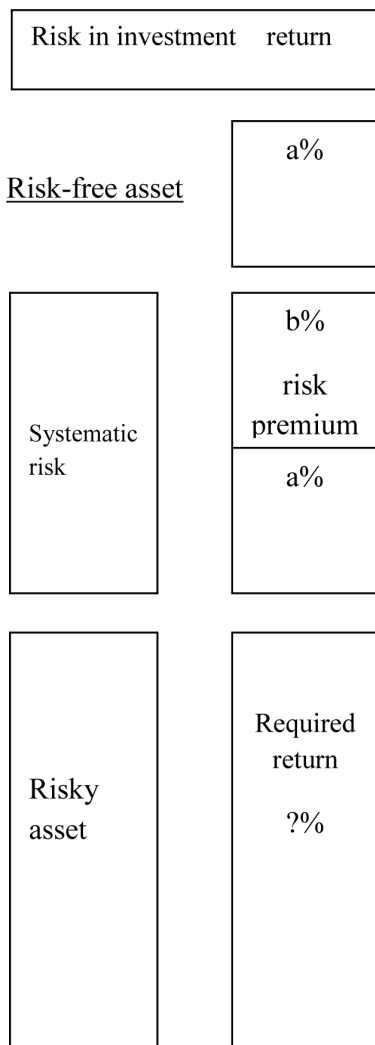 Risk in investment return
a%
Risk-free asset
b%
risk
premium
Systematic
risk
a%
Required
return
Risky
asset
?%